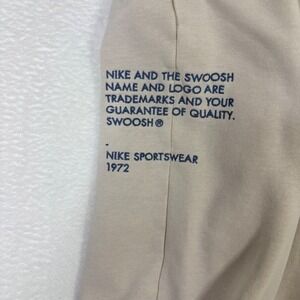 NIKE AND THE SWOOSH
NAME AND LOGO ARE
TRADEMARKS AND YOUR
GUARANTEE OF QUALITY.
SWOOSH®
NIKE SPORTSWEAR
1972